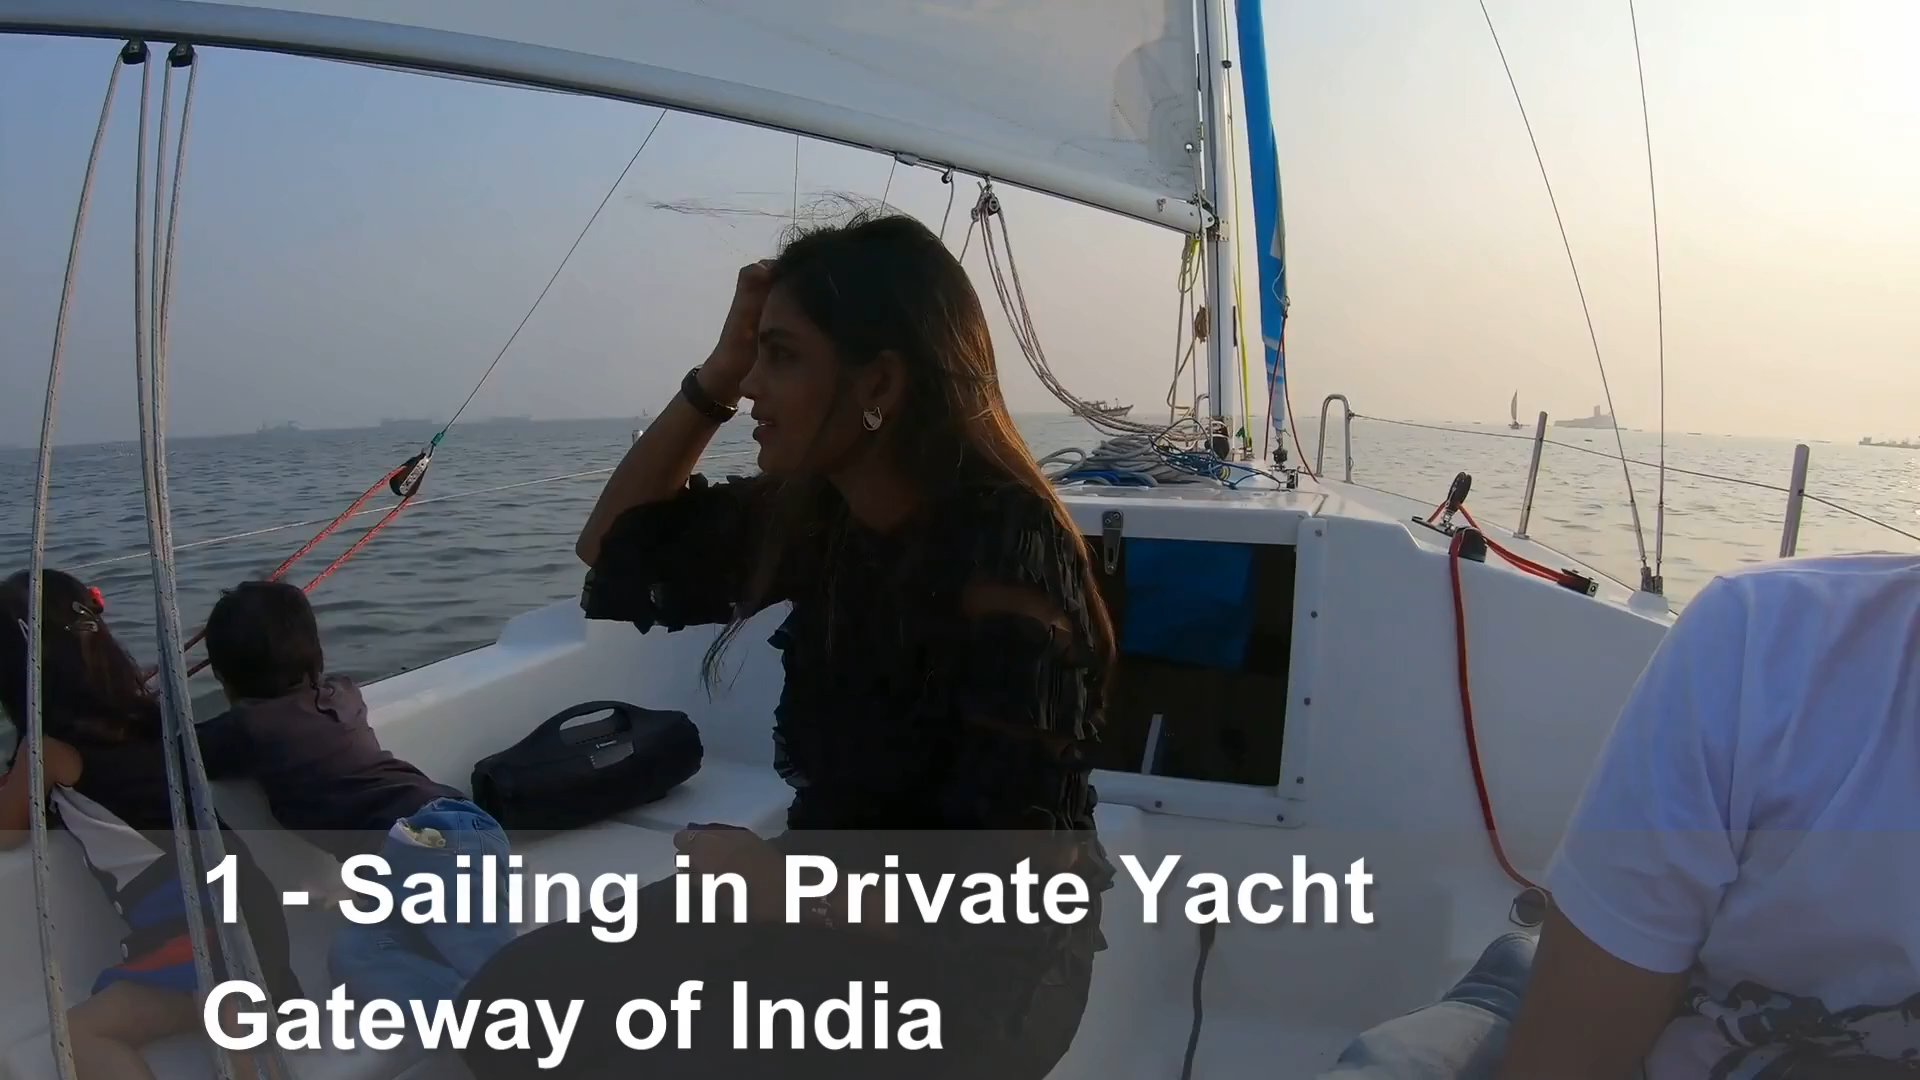 1 - Sailing in Private Yacht
Gateway of India